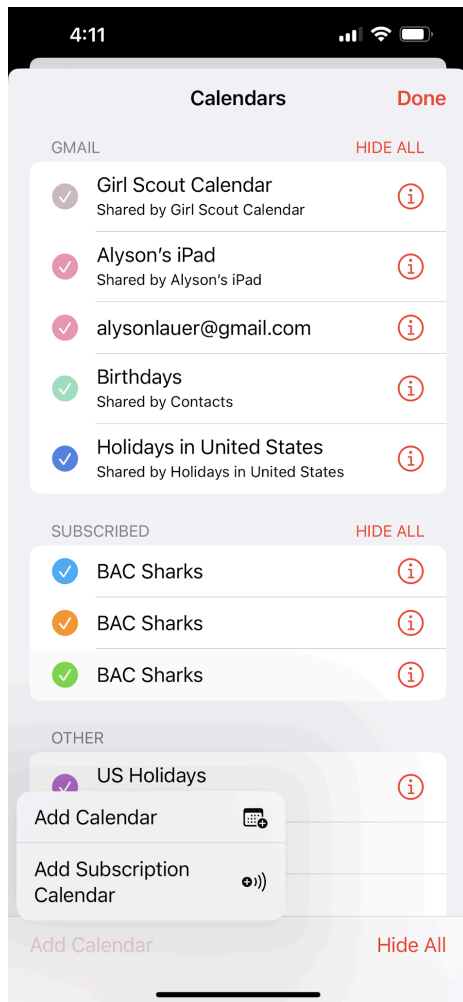 4:11
Calendars
Done
GMAIL
HIDE ALL
Girl Scout Calendar
Shared by Girl Scout Calendar
Alyson's iPad
Shared by Alyson's iPad
alysonlauer@gmail.com
Birthdays
Shared by Contacts
Holidays in United States
Shared by Holidays in United States
SUBSCRIBED
HIDE ALL
BAC Sharks
BAC Sharks
BAC Sharks
OTHER
US Holidays
Add Calendar
Add Subscription
Calendar
Add Calendar
Hide All